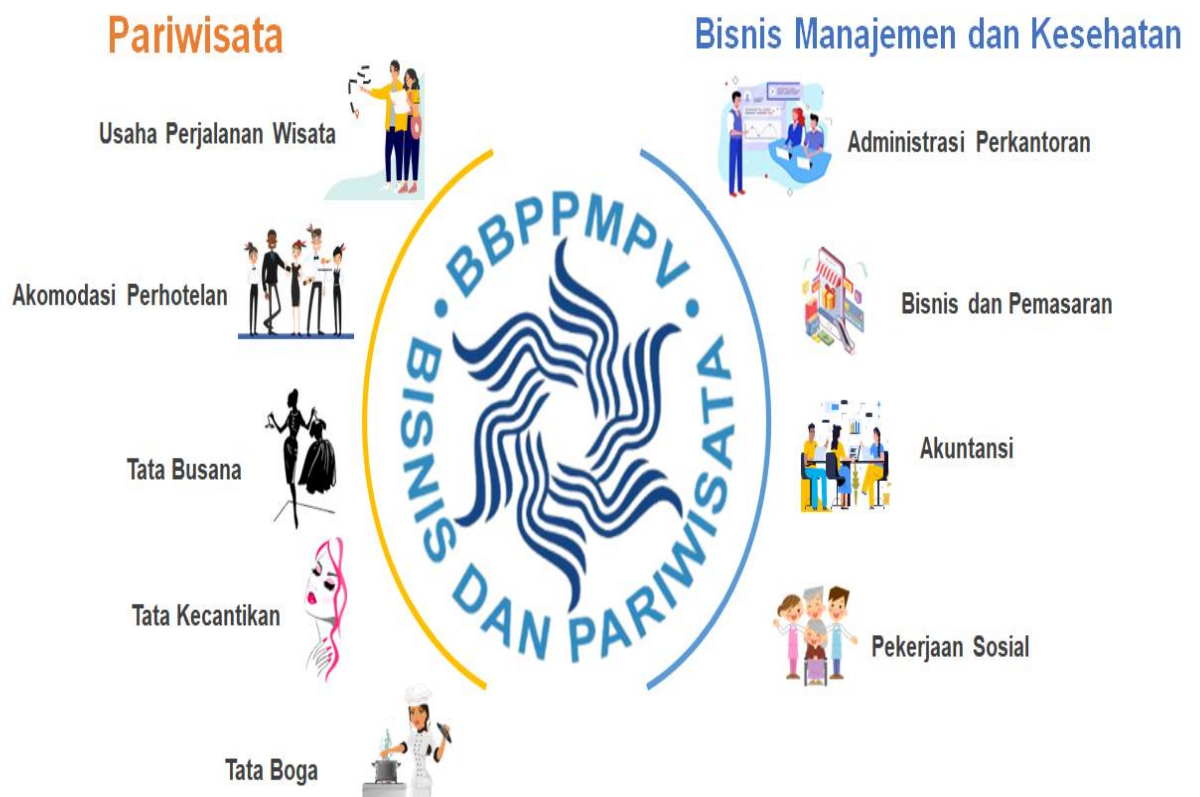 Pariwisata
Usaha Perjalanan Wisata
Akomodasi Perhotelan
Tata Busana
Tata Kecantikan
Tata Boga
• BBPPMPV •
BISNIS DAN PARIWISATA
Bisnis Manajemen dan Kesehatan
Administrasi Perkantoran
Bisnis dan Pemasaran
Akuntansi
Pekerjaan Sosial